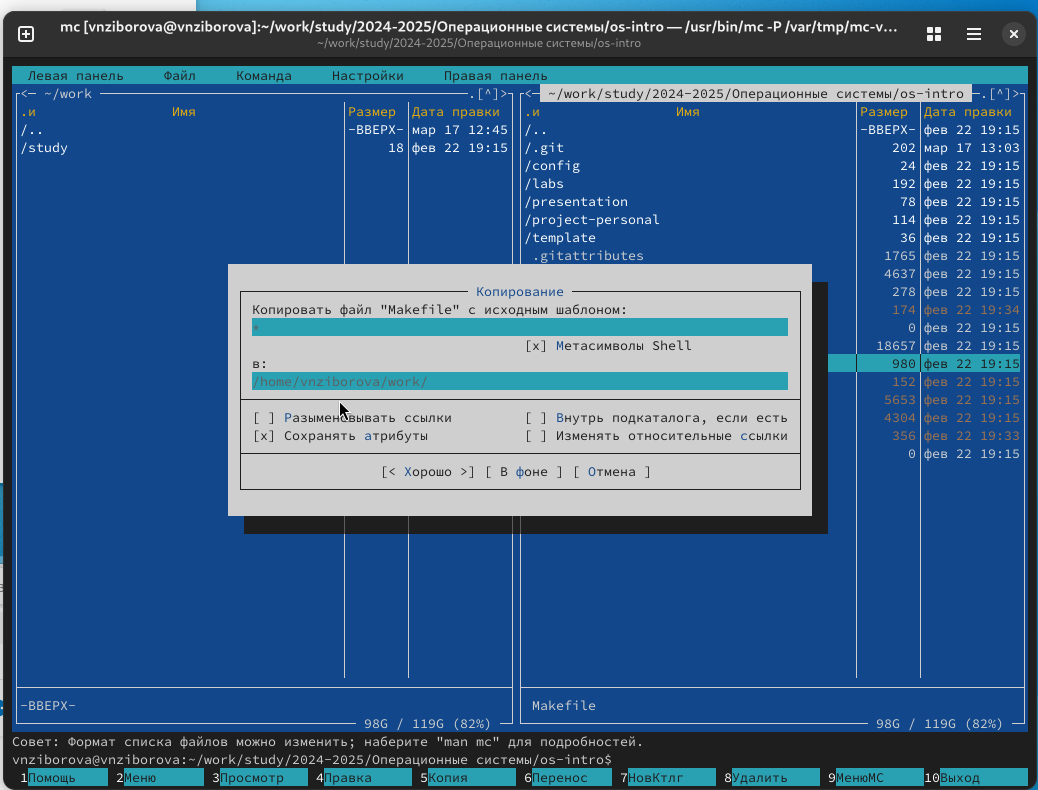 mc [vnziborova@vnziborova]:~/work/study/2024-2025/Операционные системы/os-intro — /usr/bin/mc -P /var/tmp/mc-v…
~/work/study/2024-2025/Операционные системы/os-intro
Левая панель Файл Команда Настройки Правая панель
<— ~/work .[^]> <— ~/work/study/2024-2025/Операционные системы/os-intro .[^]>
.и Имя Размер Дата правки .и Имя Размер Дата правки
/.. -ВВЕРХ- мар 17 12:45 /.. -ВВЕРХ- фев 22 19:15
/study 18 фев 22 19:15 /.git 202 мар 17 13:03
/config 24 фев 22 19:15
/labs 192 фев 22 19:15
/presentation 78 фев 22 19:15
/project-personal 114 фев 22 19:15
/template 36 фев 22 19:15
.gitattributes 1765 фев 22 19:15
4637 фев 22 19:15
Копирование 278 фев 22 19:15
Копировать файл "Makefile" с исходным шаблоном: 174 фев 22 19:34
* 0 фев 22 19:15
[x] Метасимволы Shell 18657 фев 22 19:15
в: 980 фев 22 19:15
/home/vnziborova/work/ 152 фев 22 19:15
5653 фев 22 19:15
[ ] Разыменовывать ссылки [ ] Внутрь подкаталога, если есть 4304 фев 22 19:15
[x] Сохранять атрибуты [ ] Изменять относительные ссылки 356 фев 22 19:33
0 фев 22 19:15
[< Хорошо >] [ В фоне ] [ Отмена ]
-ВВЕРХ- Makefile
98G / 119G (82%) 98G / 119G (82%)
Совет: Формат списка файлов можно изменить; наберите "man mc" для подробностей.
vnziborova@vnziborova:~/work/study/2024-2025/Операционные системы/os-intro$
1Помощь 2Меню 3Просмотр 4Правка 5Копия 6Перенос 7НовКтлг 8Удалить 9МенюМС 10Выход